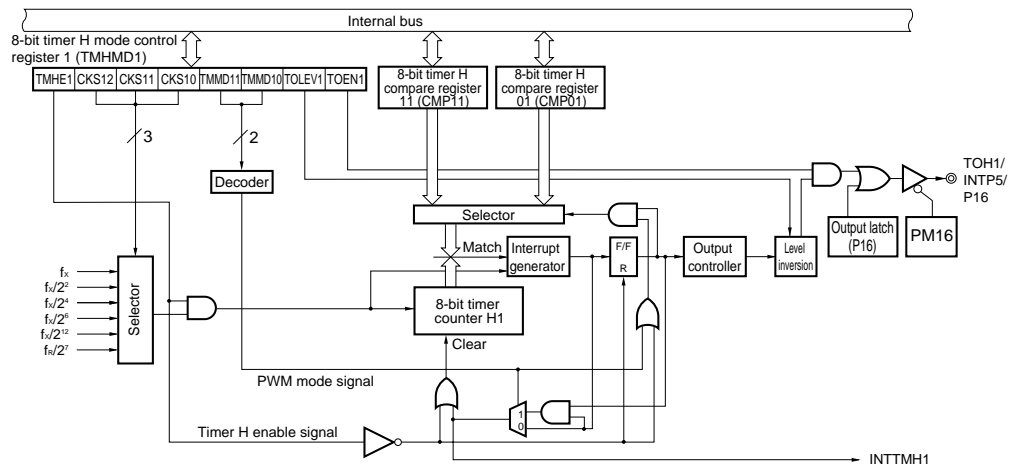 Internal bus
8-bit timer H mode control
register 1 (TMHMD1)
TMHE1 CKS12 CKS11 CKS10 TMMD11 TMMD10 TOLEV1 TOEN1
8-bit timer H
compare register
11 (CMP11)
8-bit timer H
compare register
01 (CMP01)
3
2
Decoder
TOH1/
INTP5/
P16
Selector
Output latch
(P16)
PM16
Match
Interrupt
generator
F/F
R
Output
controller
Level
inversion
fX
fX/2²
fX/2⁴
fX/2⁶
fX/2¹²
fR/2⁷
Selector
8-bit timer
counter H1
Clear
PWM mode signal
1
0
Timer H enable signal
INTTMH1